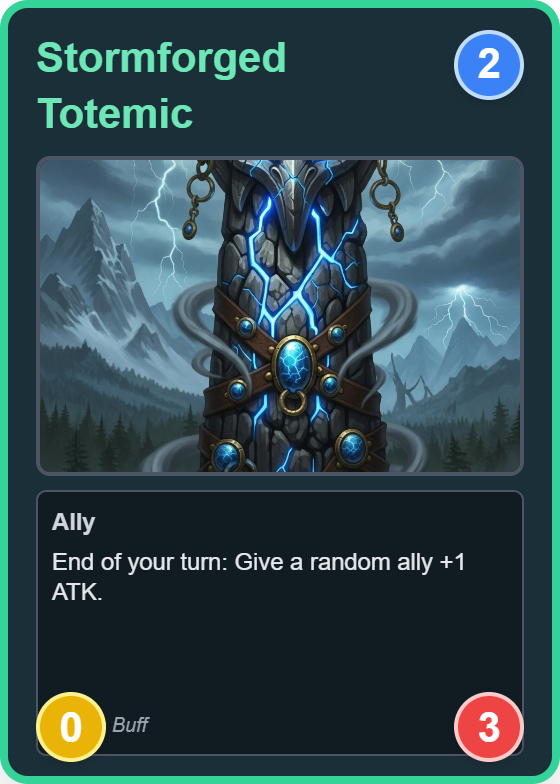 Stormforged
2
Totemic
Ally
End of your turn: Give a random ally +1
ATK.
0
Buff
3